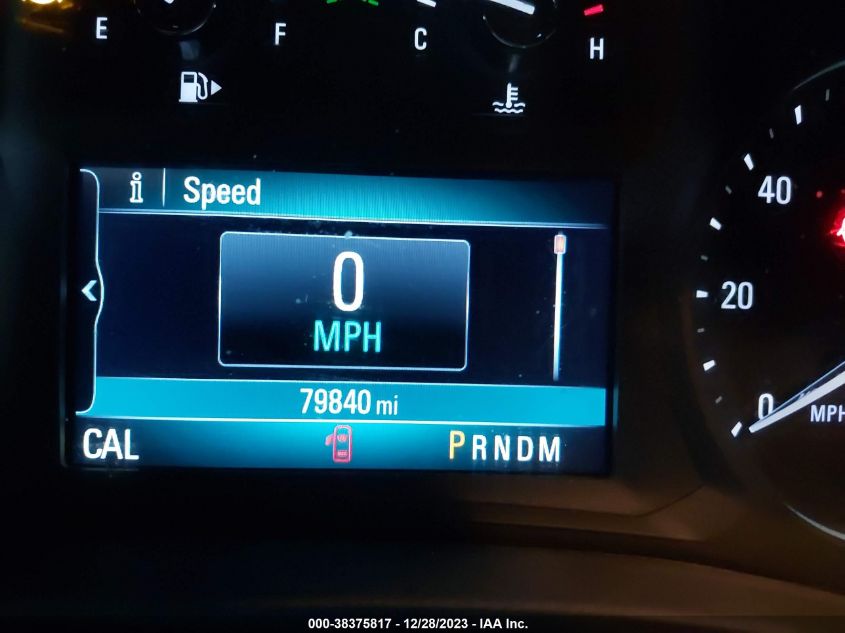 E F C H
i Speed
40
0
MPH
20
79840 mi
0 MPH
CAL PRNDM
000-38375817 - 12/28/2023 - IAA Inc.